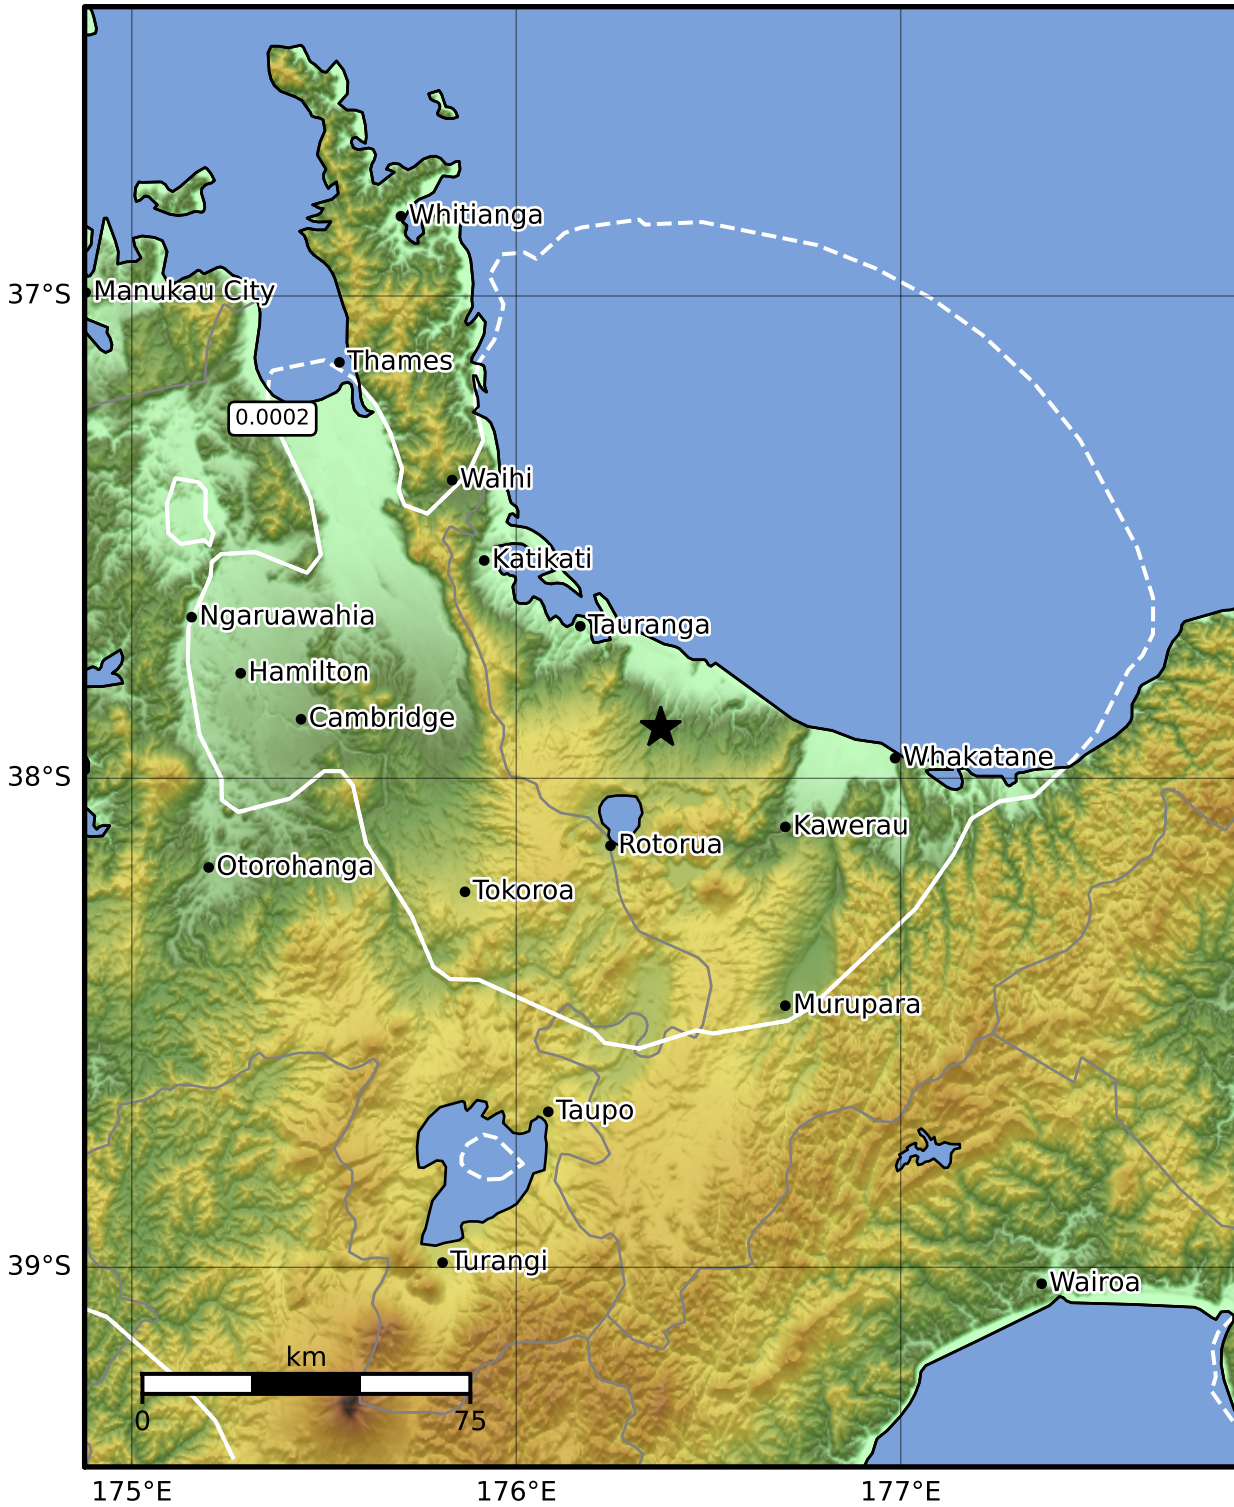 Whitianga
37°S
Manukau City
Thames
0.0002
Waihi
Katikati
Ngaruawahia
Tauranga
Hamilton
Cambridge
Whakatane
38°S
Kawerau
Rotorua
Otorohanga
Tokoroa
Murupara
Taupo
39°S
Turangi
Wairoa
km
0
75
175°E
176°E
177°E